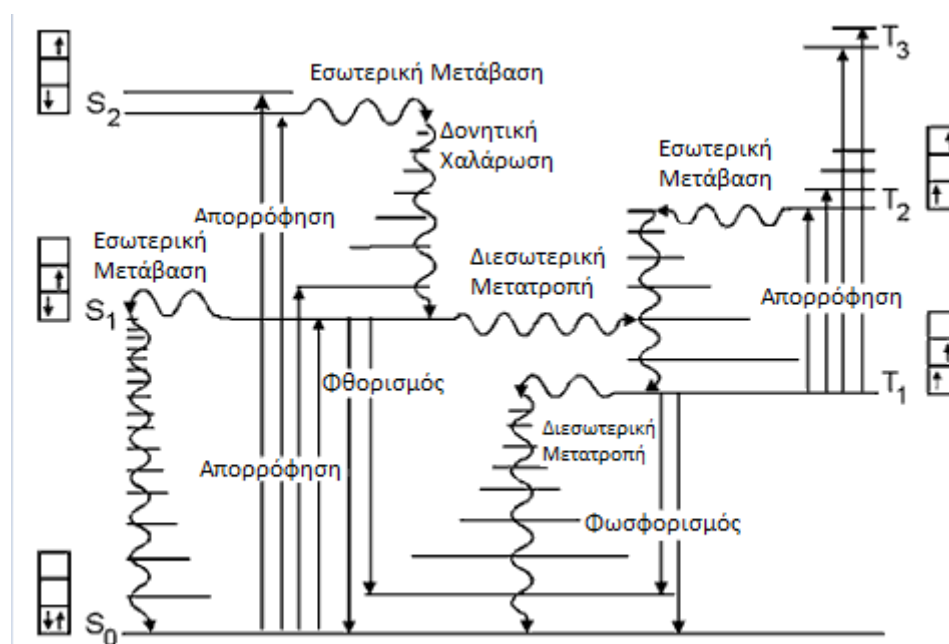 T₃
Εσωτερική Μετάβαση
S₂
Δονητική
Χαλάρωση
Εσωτερική
Μετάβαση
T₂
Απορρόφηση
Εσωτερική
Μετάβαση
Διεσωτερική
Μετατροπή
Απορρόφηση
S₁
Φθορισμός
T₁
Διεσωτερική
Μετατροπή
Απορρόφηση
Φωσφορισμός
S₀